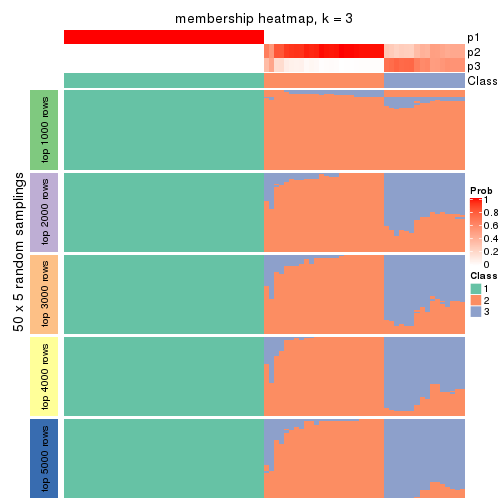 membership heatmap, k = 3
p1
p2
p3
Class
50 x 5 random samplings
top 1000 rows
top 2000 rows
top 3000 rows
top 4000 rows
top 5000 rows
Prob
1
0.8
0.6
0.4
0.2
0
Class
1
2
3